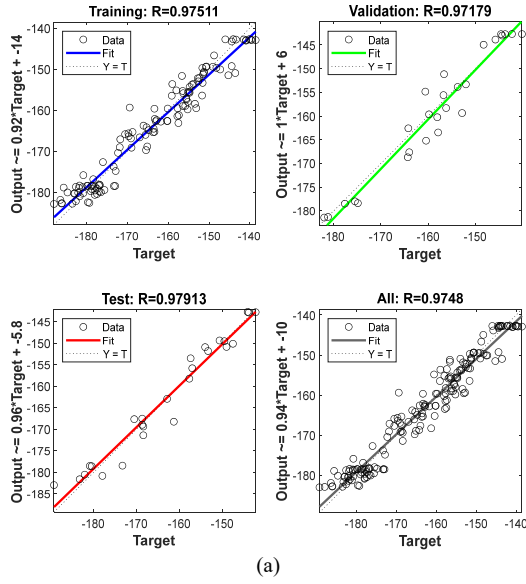 Training: R=0.97511
Output ~= 0.92*Target + -14
-140
-150
-160
-170
-180
Data
Fit
Y = T
-180 -170 -160 -150 -140
Target
Validation: R=0.97179
Output ~= 1*Target + 6
-145
-150
-155
-160
-165
-170
-175
-180
Data
Fit
Y = T
-180 -170 -160 -150
Target
Test: R=0.97913
Output ~= 0.96*Target + -5.8
-145
-150
-155
-160
-165
-170
-175
-180
-185
Data
Fit
Y = T
-180 -170 -160 -150
Target
All: R=0.9748
Output ~= 0.94*Target + -10
-140
-150
-160
-170
-180
Data
Fit
Y = T
-180 -170 -160 -150 -140
Target
(a)